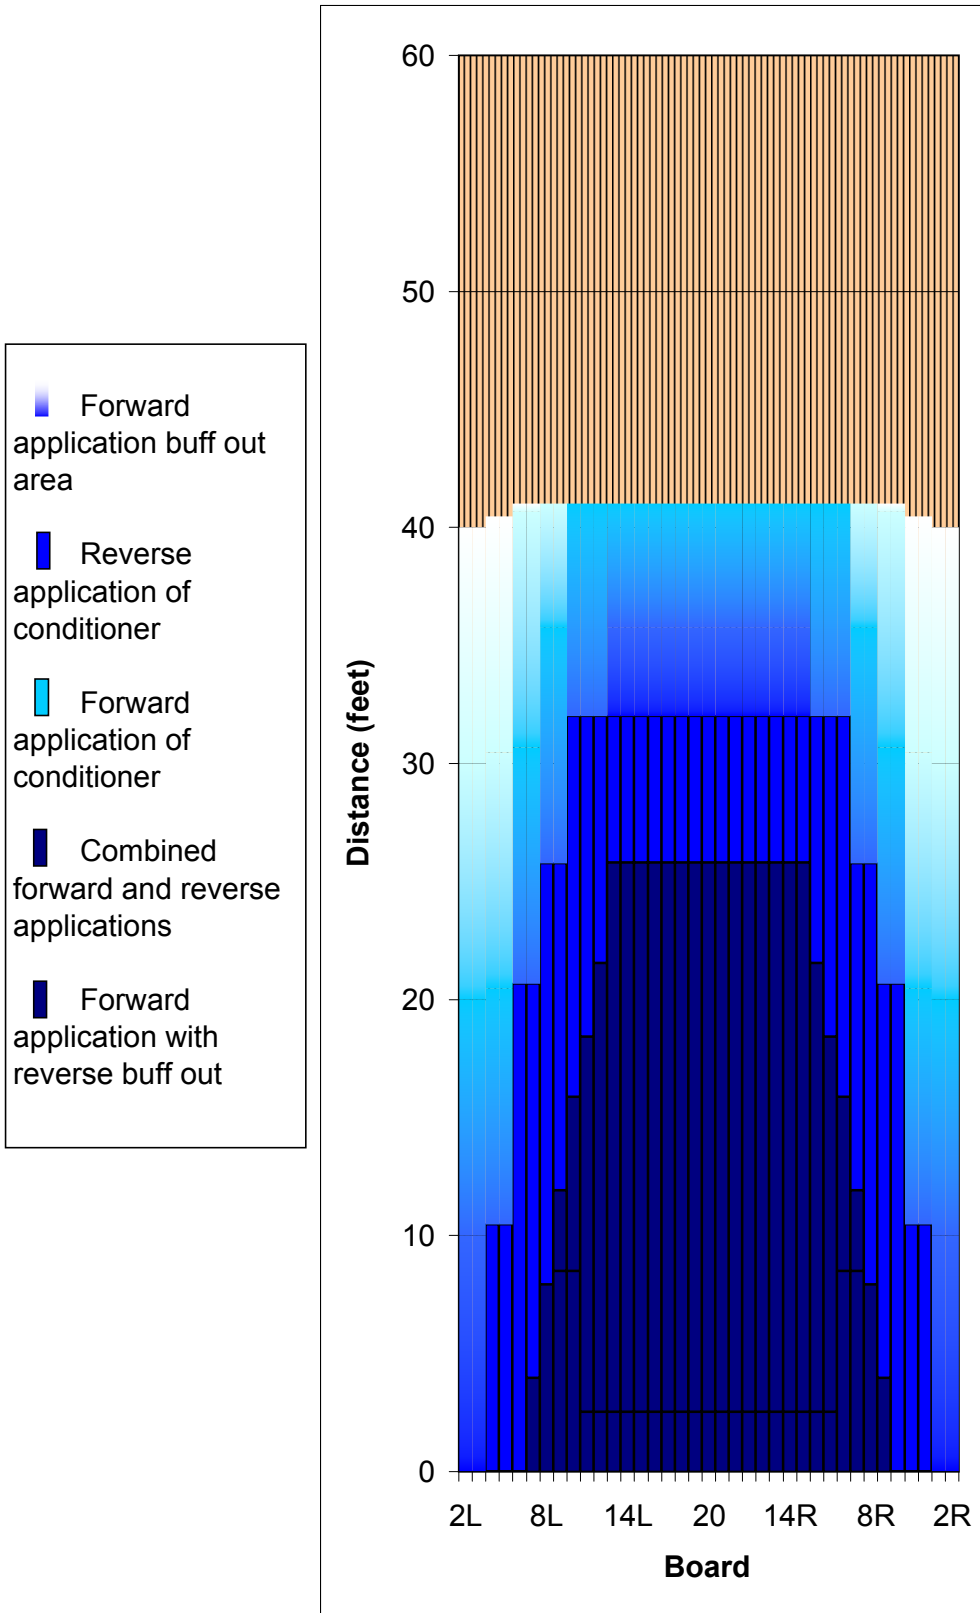 Forward
application buff out
area
Reverse
application of
conditioner
Forward
application of
conditioner
Combined
forward and reverse
applications
Forward
application with
reverse buff out
60
50
40
30
20
10
0
Distance (feet)
2L 8L 14L 20 14R 8R 2R
Board